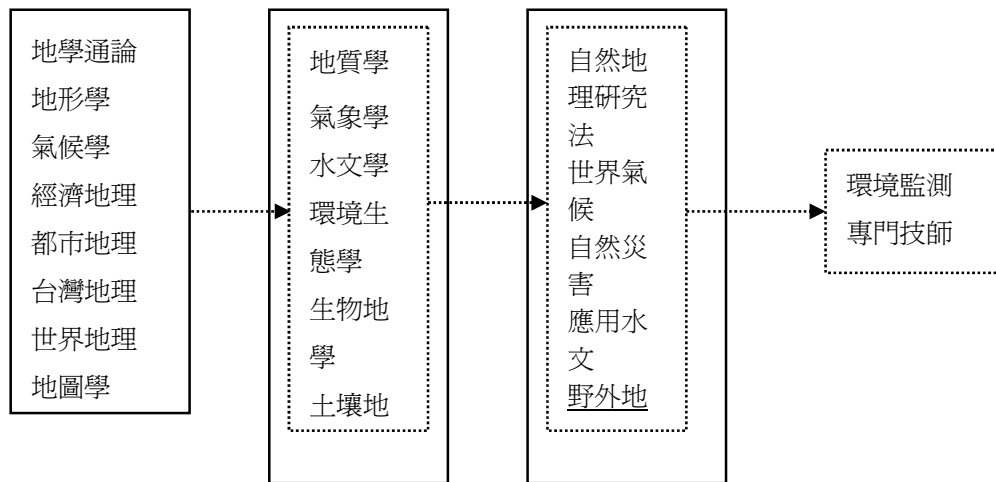 地學通論
地形學
氣候學
經濟地理
都市地理
台灣地理
世界地理
地圖學
地質學
氣象學
水文學
環境生
態學
生物地
學
土壤地
自然地
理研究
法
世界氣
候
自然災
害
應用水
文
野外地
環境監測
專門技師